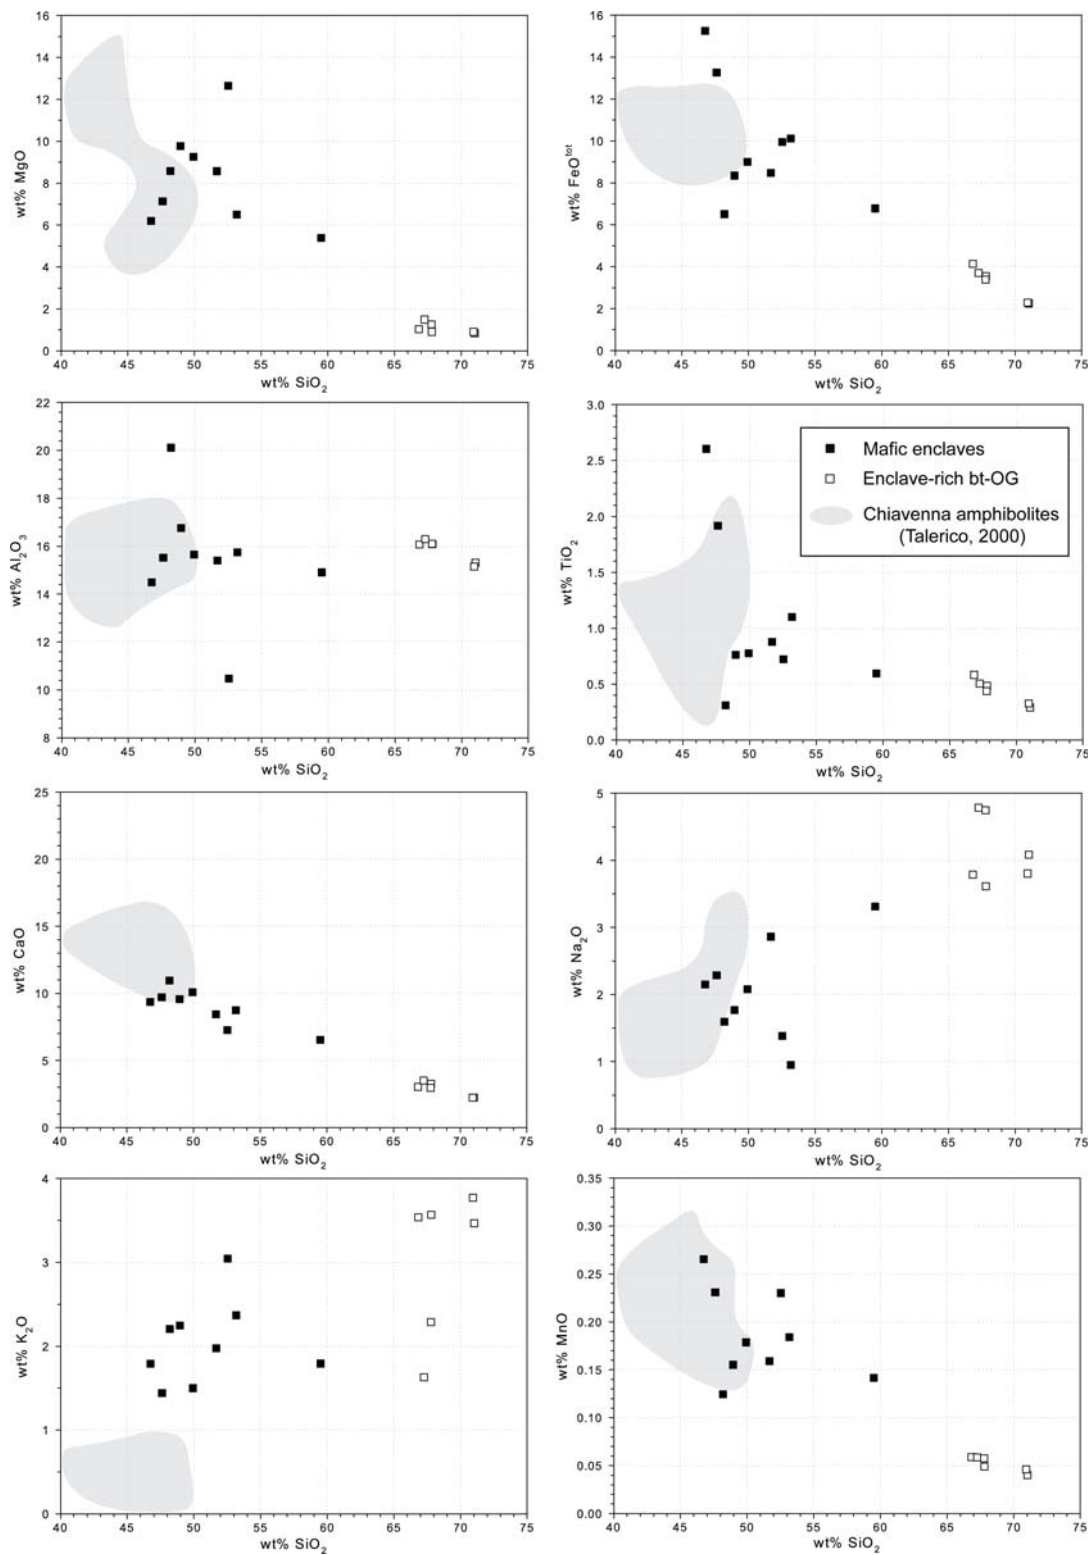 16
14
12
10
8
6
4
2
0
wt% MgO
40 45 50 55 60 65 70 75
wt% SiO2
16
14
12
10
8
6
4
2
0
wt% FeOtot
40 45 50 55 60 65 70 75
wt% SiO2
22
20
18
16
14
12
10
8
wt% Al2O3
40 45 50 55 60 65 70 75
wt% SiO2
3.0
2.5
2.0
1.5
1.0
0.5
0.0
wt% TiO2
Mafic enclaves
Enclave-rich bt-OG
Chiavenna amphibolites
(Talerico, 2000)
40 45 50 55 60 65 70 75
wt% SiO2
25
20
15
10
5
0
wt% CaO
40 45 50 55 60 65 70 75
wt% SiO2
5
4
3
2
1
0
wt% Na2O
40 45 50 55 60 65 70 75
wt% SiO2
4
3
2
1
0
wt% K2O
40 45 50 55 60 65 70 75
wt% SiO2
0.35
0.30
0.25
0.20
0.15
0.10
0.05
0.00
wt% MnO
40 45 50 55 60 65 70 75
wt% SiO2